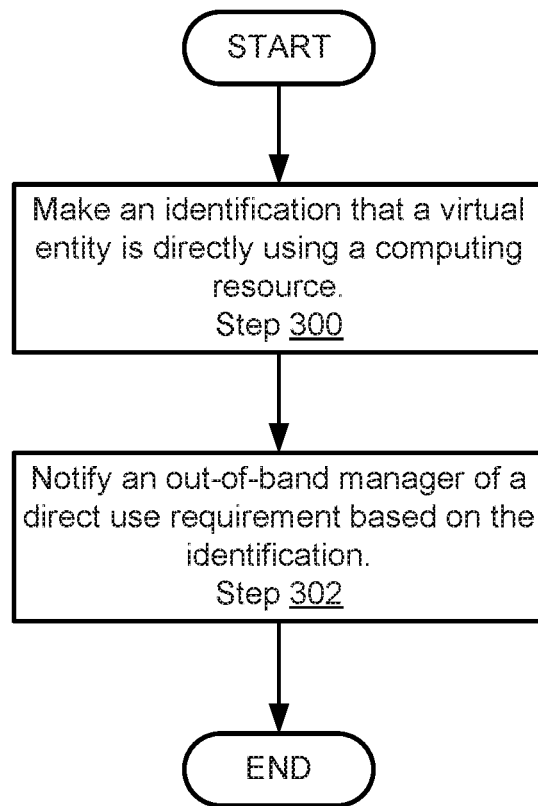 START
Make an identification that a virtual
entity is directly using a computing
resource.
Step 300
Notify an out-of-band manager of a
direct use requirement based on the
identification.
Step 302
END